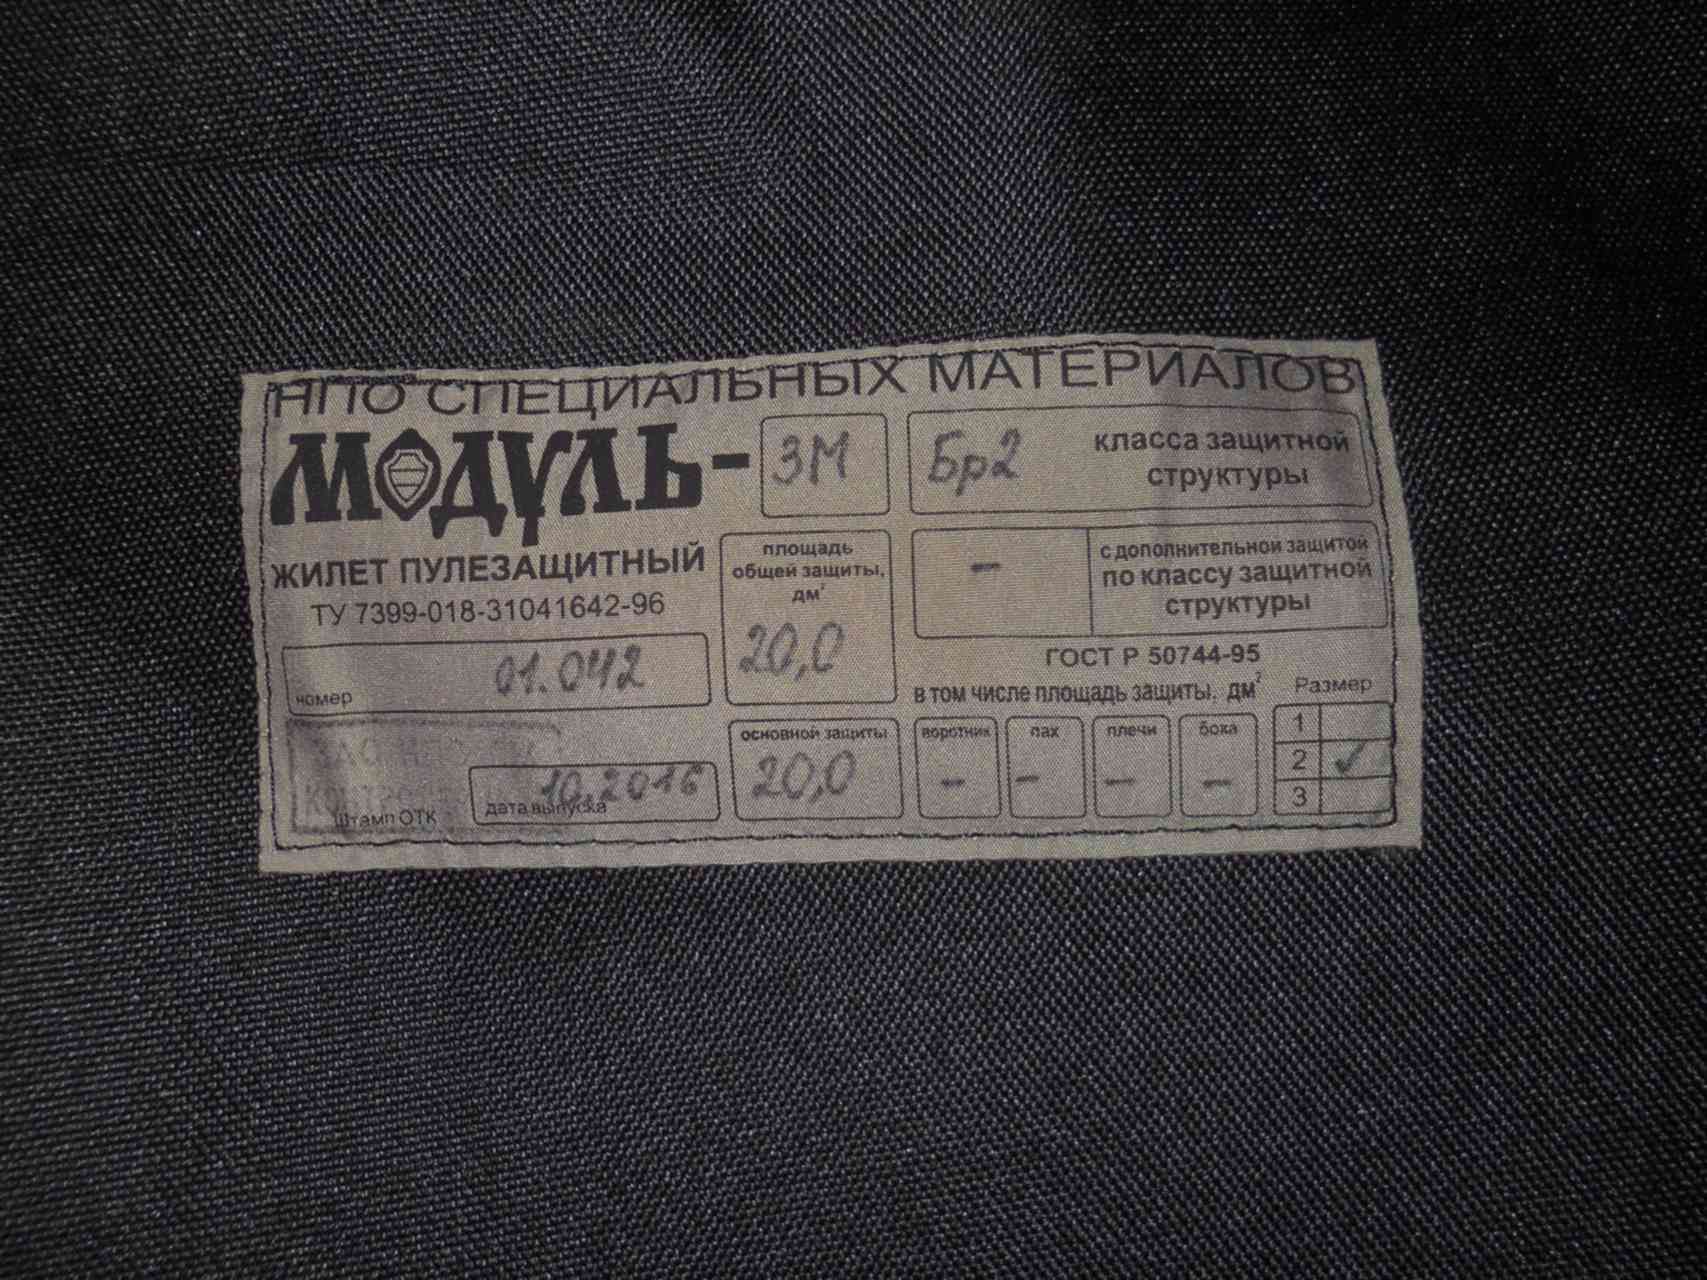 НПО СПЕЦИАЛЬНЫХ МАТЕРИАЛОВ
МОДУЛЬ- 3М
Бр2 класса защитной
структуры
ЖИЛЕТ ПУЛЕЗАЩИТНЫЙ
ТУ 7399-018-31041642-96
номер 01.042
Штамп ОТК
дата выпуска 10.2016
площадь
общей защиты,
дм²
20,0
основной защиты
20,0
- с дополнительной защитой
по классу защитной
структуры
ГОСТ Р 50744-95
в том числе площадь защиты, дм²
воротник -
пах -
плечи -
бока -
Размер
1
2 ✓
3